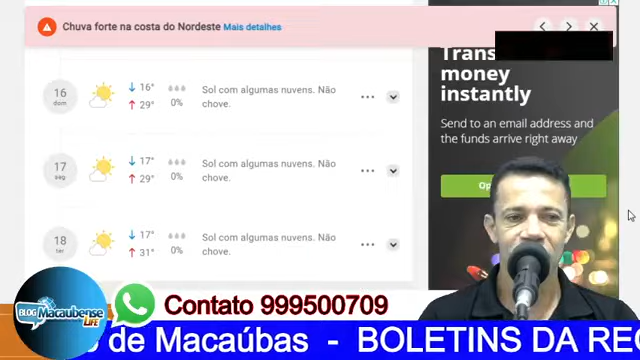 Chuva forte na costa do Nordeste Mais detalhes
16
dom
16°
29°
0%
Sol com algumas nuvens. Não
chove.
17
seg
17°
29°
0%
Sol com algumas nuvens. Não
chove.
18
ter
17°
31°
0%
Sol com algumas nuvens. Não
chove.
money
instantly
Send to an email address and
the funds arrive right away
BLOG
Macaubense
LIFE
Contato 999500709
de Macaúbas - BOLETINS DA